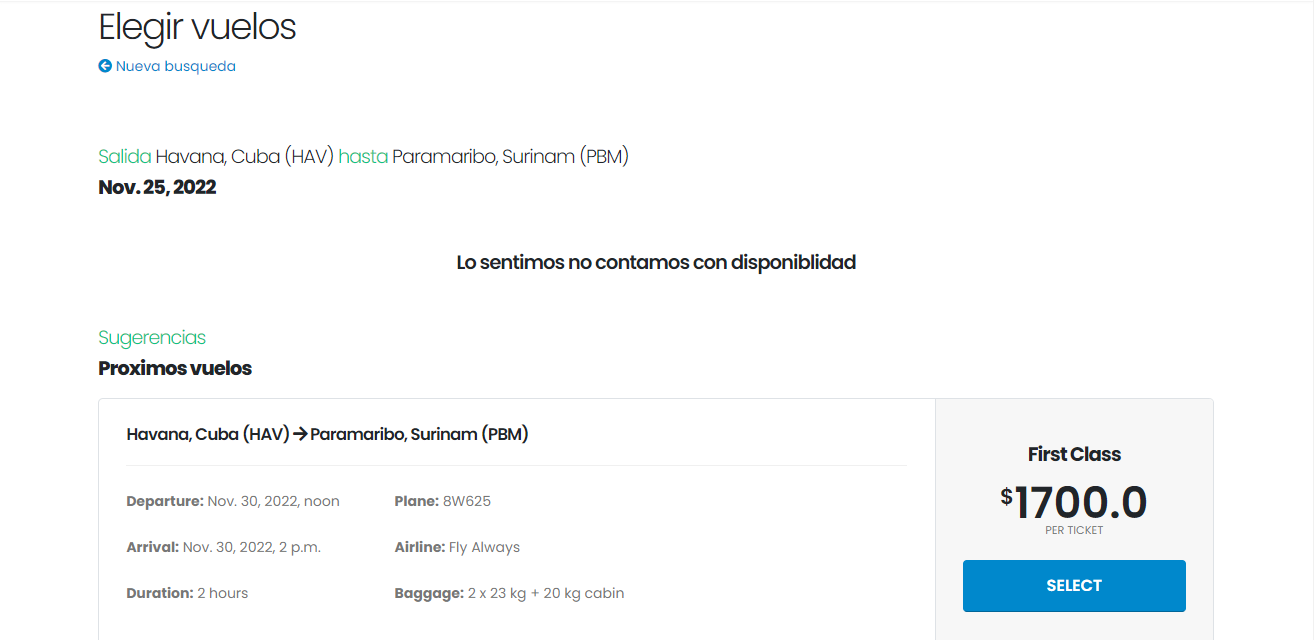 Elegir vuelos
Nueva busqueda
Salida Havana, Cuba (HAV) hasta Paramaribo, Surinam (PBM)
Nov. 25, 2022
Lo sentimos no contamos con disponiblidad
Sugerencias
Proximos vuelos
Havana, Cuba (HAV) → Paramaribo, Surinam (PBM)
Departure: Nov. 30, 2022, noon Plane: 8W625
Arrival: Nov. 30, 2022, 2 p.m. Airline: Fly Always
Duration: 2 hours Baggage: 2 x 23 kg + 20 kg cabin
First Class
$1700.0
PER TICKET
SELECT